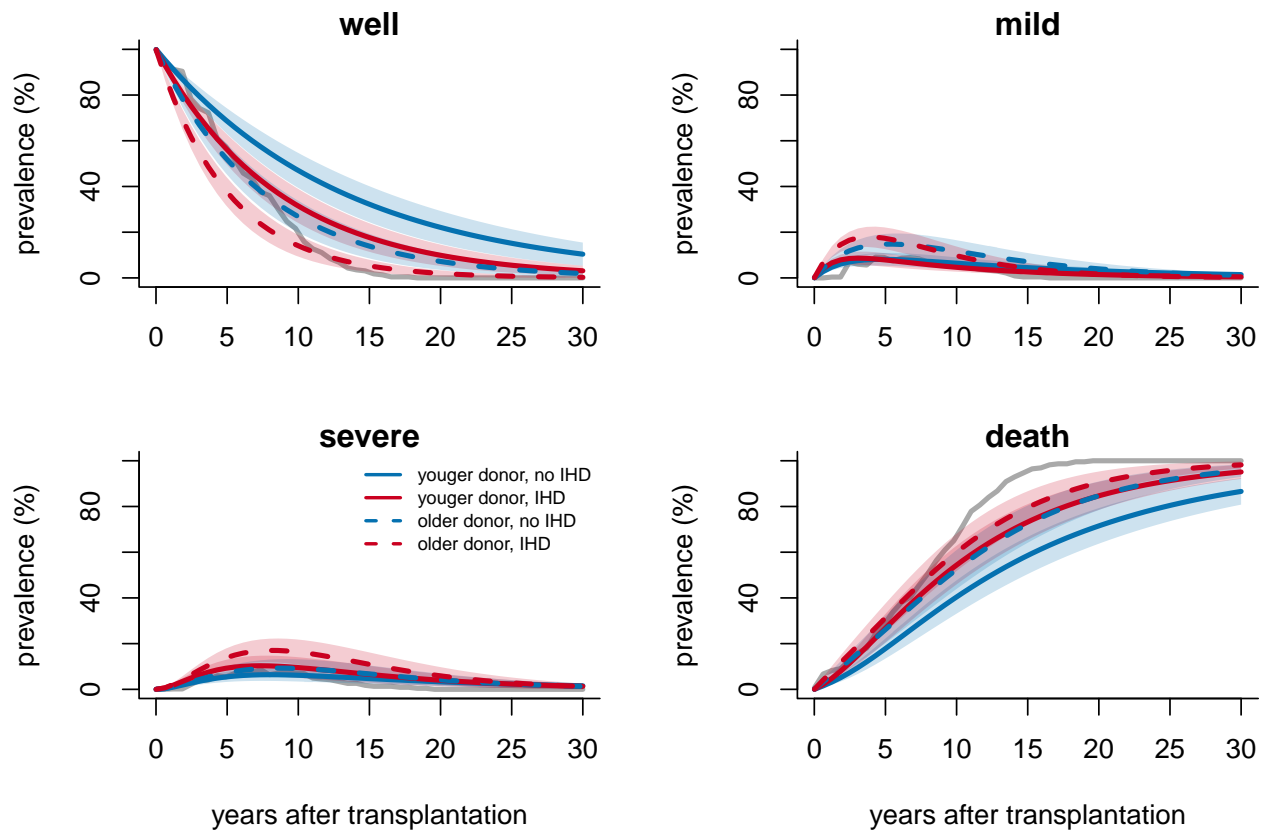 well
prevalence (%)
0
40
80
0 5 10 15 20 25 30
mild
prevalence (%)
0
40
80
0 5 10 15 20 25 30
severe
prevalence (%)
0
40
80
youger donor, no IHD
youger donor, IHD
older donor, no IHD
older donor, IHD
0 5 10 15 20 25 30
years after transplantation
death
prevalence (%)
0
40
80
0 5 10 15 20 25 30
years after transplantation